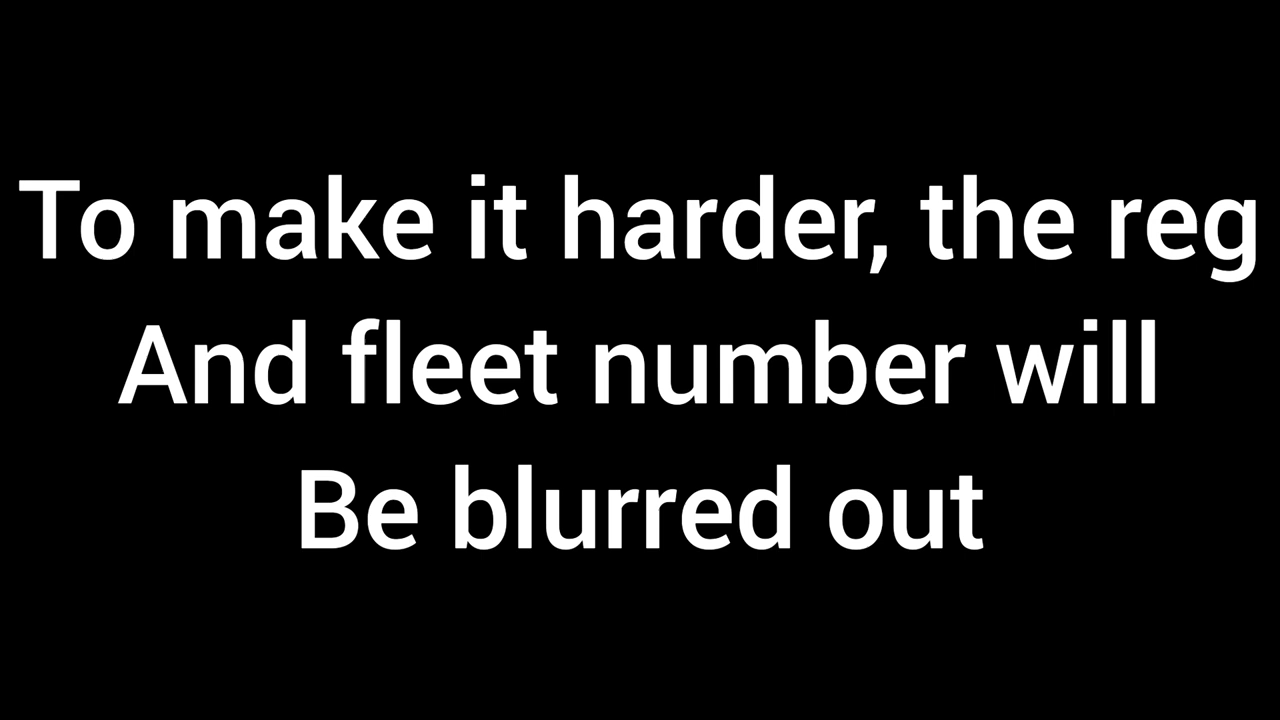 To make it harder, the reg
And fleet number will
Be blurred out